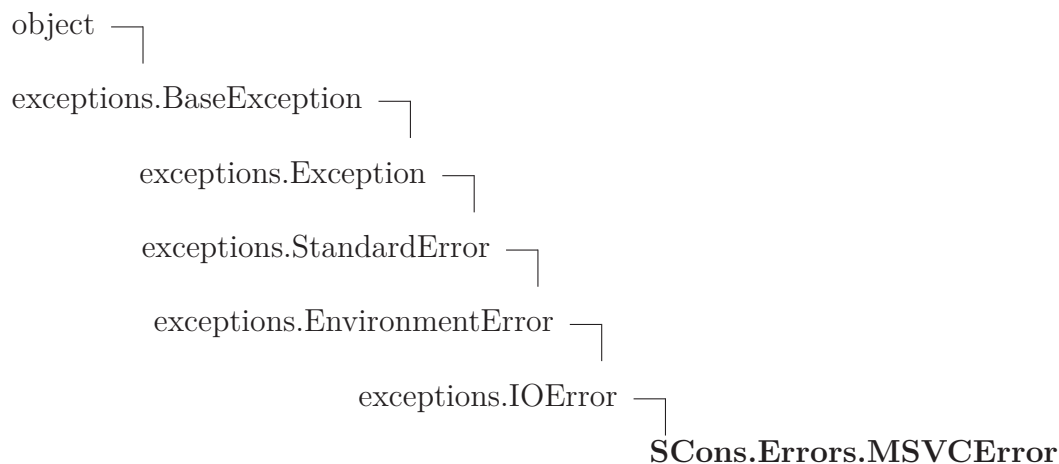 object
exceptions.BaseException
exceptions.Exception
exceptions.StandardError
exceptions.EnvironmentError
exceptions.IOError
SCons.Errors.MSVCError